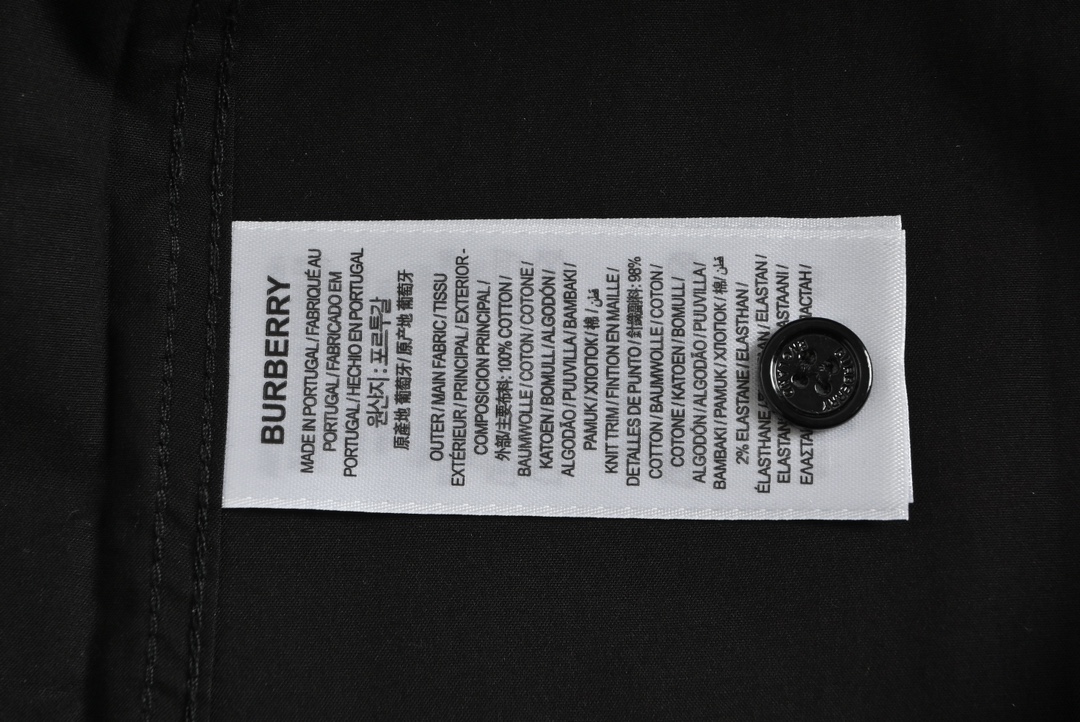 BURBERRY
MADE IN PORTUGAL / FABRIQUÉ AU
PORTUGAL / FABRICADO EM
PORTUGAL / HECHO EN PORTUGAL
원산지 : 포르투갈
原產地 葡萄牙 / 原产地 葡萄牙
OUTER / MAIN FABRIC / TISSU
EXTÉRIEUR / PRINCIPAL / EXTERIOR-
COMPOSICION PRINCIPAL /
外部/主要布料: 100% COTTON /
BAUMWOLLE / COTON / COTONE /
KATOEN / BOMULL / ALGODÓN /
ALGODÃO / PUUVILLA / BAMBAKI /
PAMUK / ХЛОПОК / 棉 / قطن /
KNIT TRIM / FINTION EN MAILLE /
DETALLES DE PUNTO / 針織副料: 98%
COTTON / BAUMWOLLE / COTON /
COTONE / KATOEN / BOMULL /
ALGODÓN / ALGODÃO / PUUVILLA /
BAMBAKI / PAMUK / ХЛОПОК / 棉 / قطن
2% ELASTANE / ELASTHAN /
ÉLASTHANE / ELASTAN /